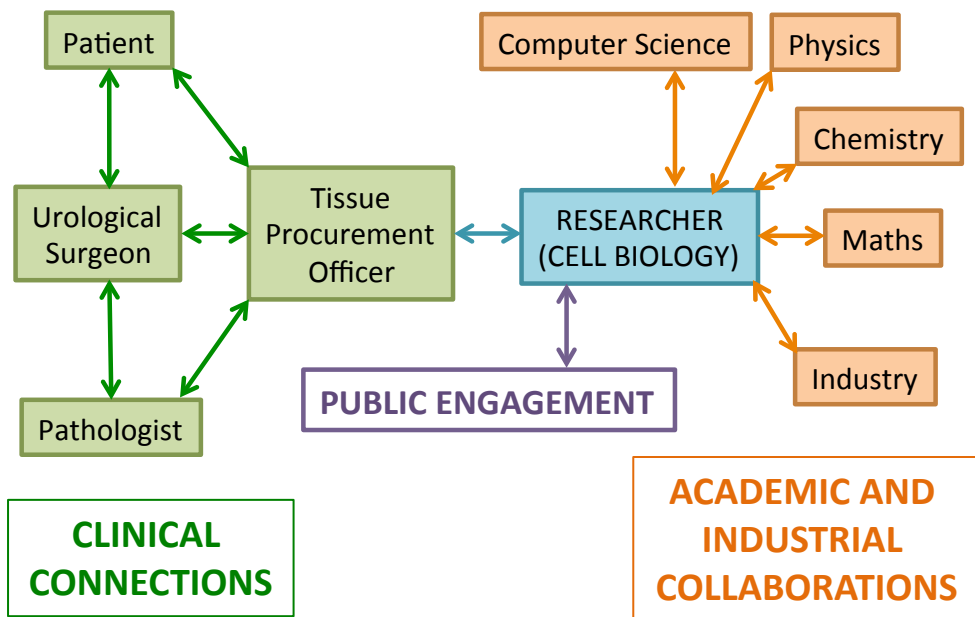 Patient
Computer Science
Physics
Chemistry
Urological
Surgeon
Tissue
Procurement
Officer
RESEARCHER
(CELL BIOLOGY)
Maths
Industry
PUBLIC ENGAGEMENT
Pathologist
CLINICAL
CONNECTIONS
ACADEMIC AND
INDUSTRIAL
COLLABORATIONS